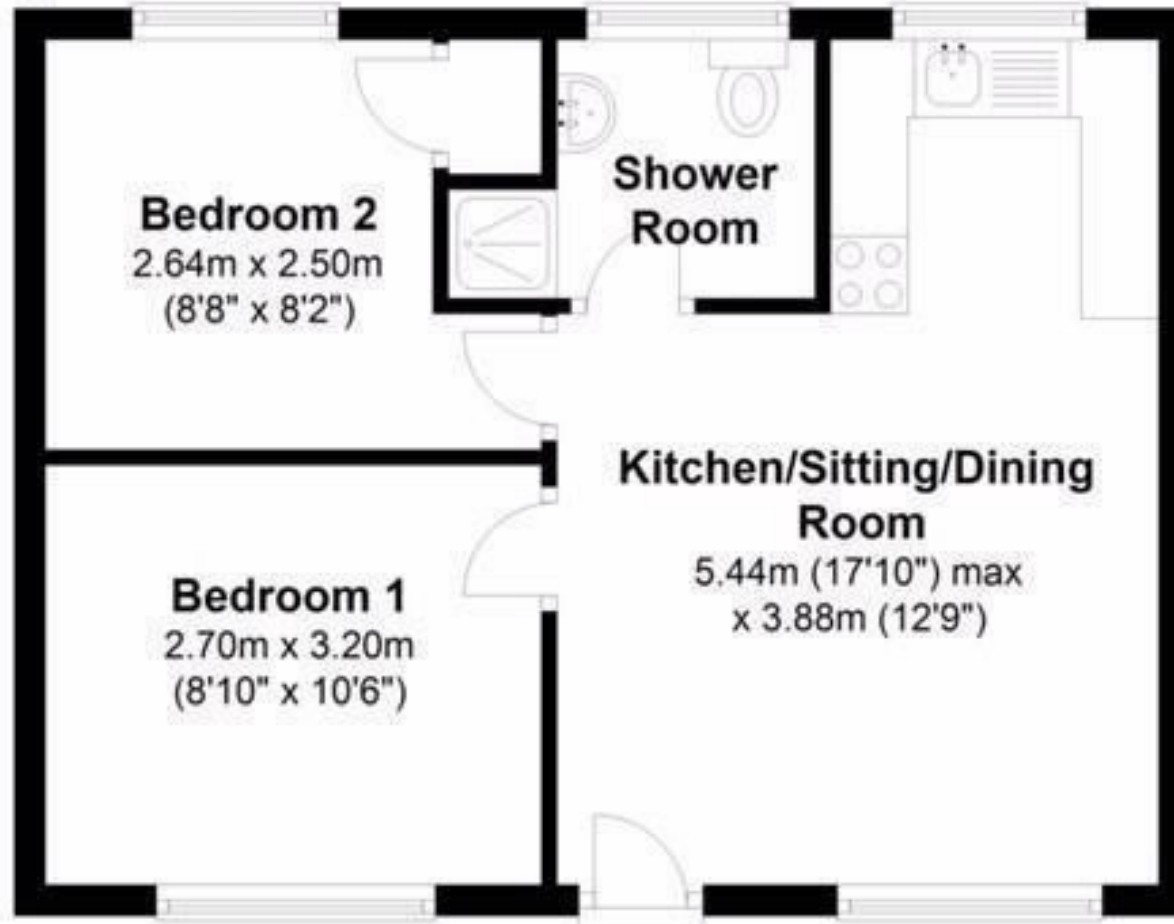 Bedroom 2
2.64m x 2.50m
(8'8" x 8'2")
Shower
Room
Kitchen/Sitting/Dining
Room
5.44m (17'10") max
x 3.88m (12'9")
Bedroom 1
2.70m x 3.20m
(8'10" x 10'6")